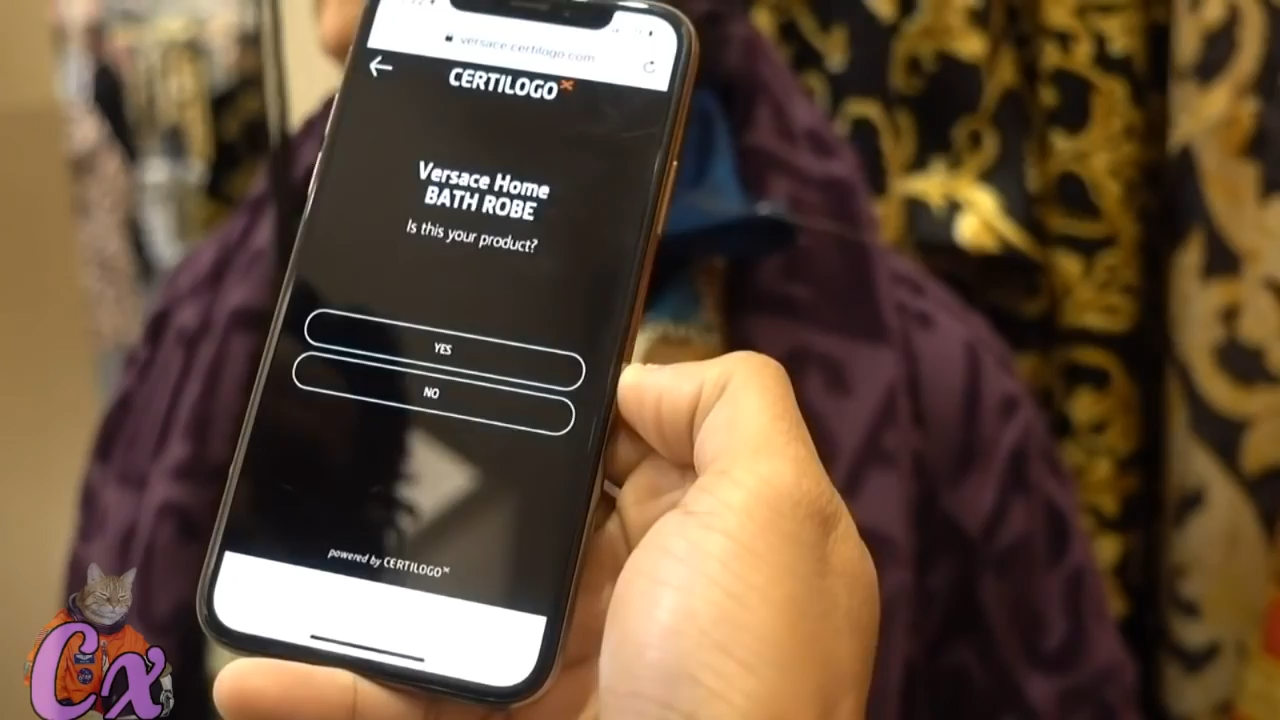 versace.certilogo.com
CERTILOGO
Versace Home
BATH ROBE
Is this your product?
YES
NO
powered by CERTILOGO
Cx